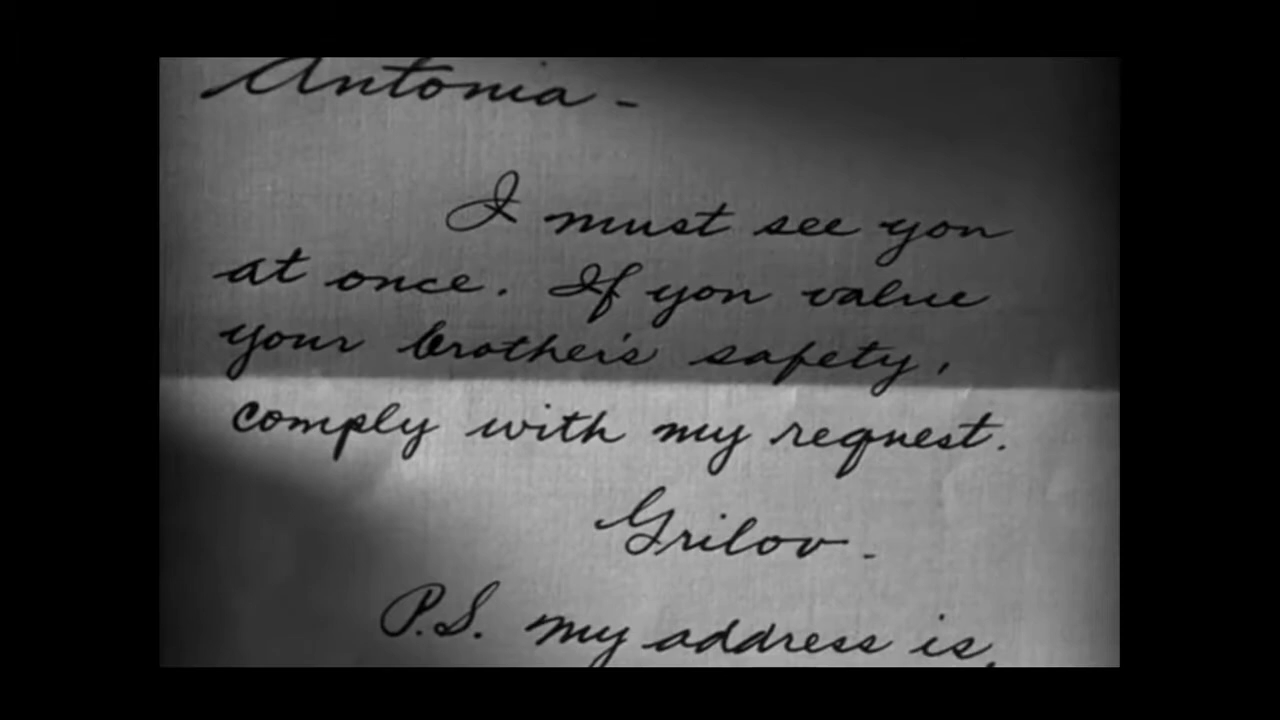 Antonia -
I must see you
at once. If you value
your brother's safety,
comply with my request.
Grilov -
P.S. my address is,